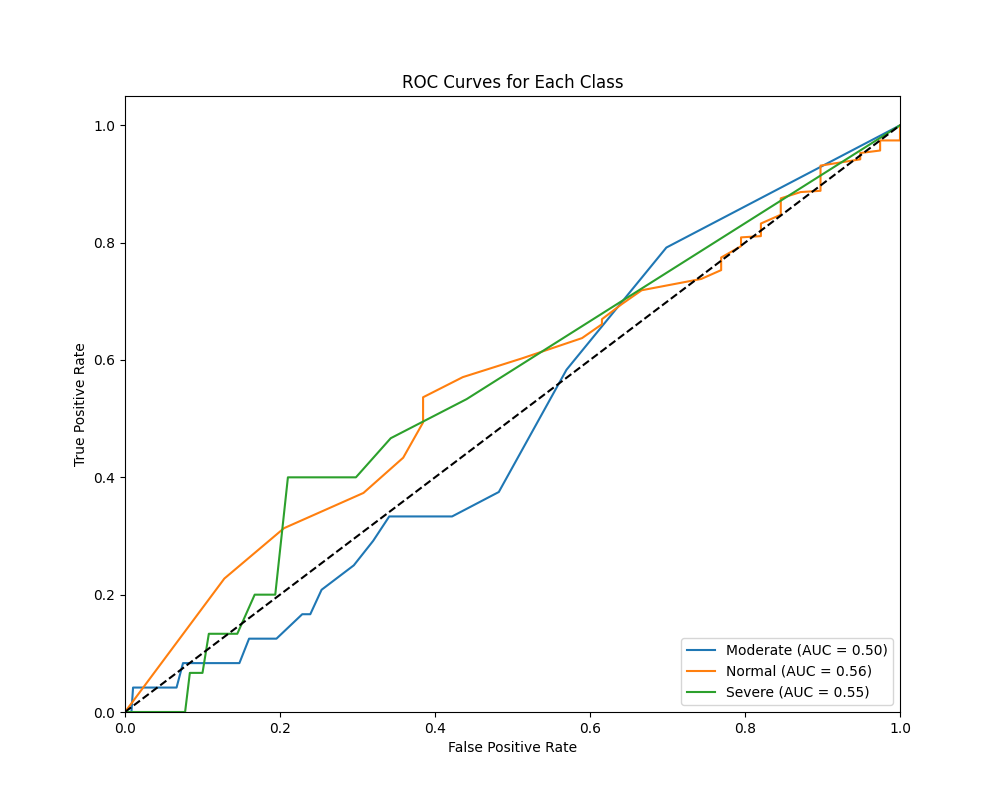 ROC Curves for Each Class
True Positive Rate
1.0
0.8
0.6
0.4
0.2
0.0
0.0 0.2 0.4 0.6 0.8 1.0
False Positive Rate
Moderate (AUC = 0.50)
Normal (AUC = 0.56)
Severe (AUC = 0.55)